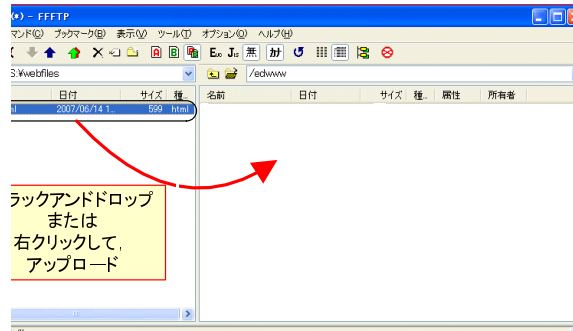 (*) - FFFTP
マンド(C) ブックマーク(B) 表示(V) ツール(T) オプション(O) ヘルプ(H)
A B Euc J 無 カナ
S:¥webfiles /edwww
日付 サイズ 種.. 名前 日付 サイズ 種.. 属性 所有者
2007/06/14 1... 599 html
ラックアンドドロップ
または
右クリックして,
アップロード